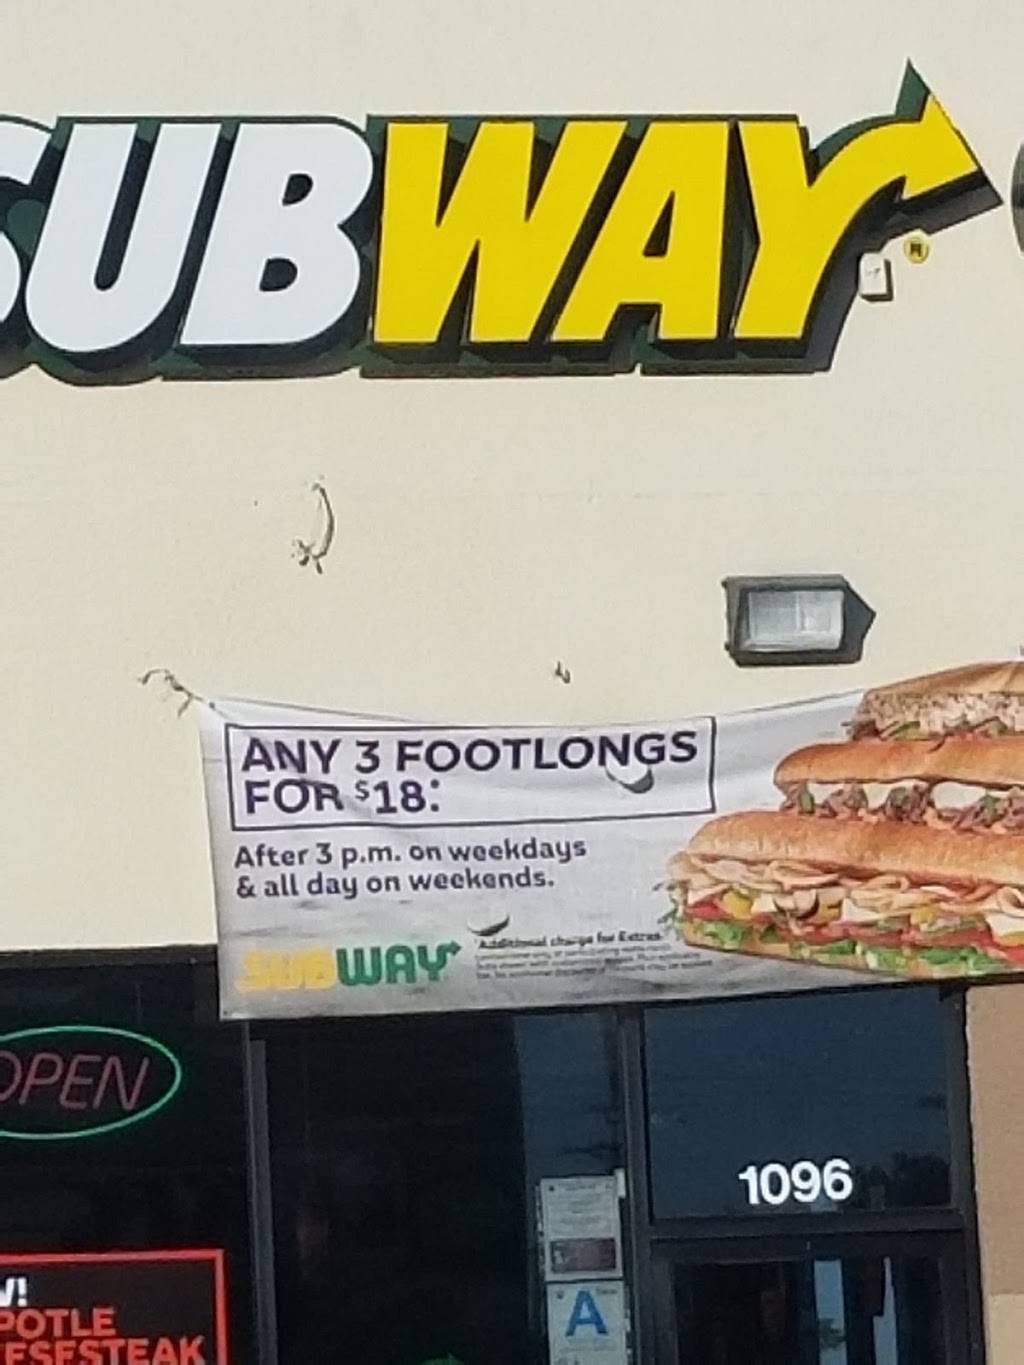 SUBWAY
ANY 3 FOOTLONGS
FOR $18:
After 3 p.m. on weekdays
& all day on weekends.
SUBWAY
*Additional charge for Extras.
OPEN
1096
A
W!
POTLE
ESESTEAK